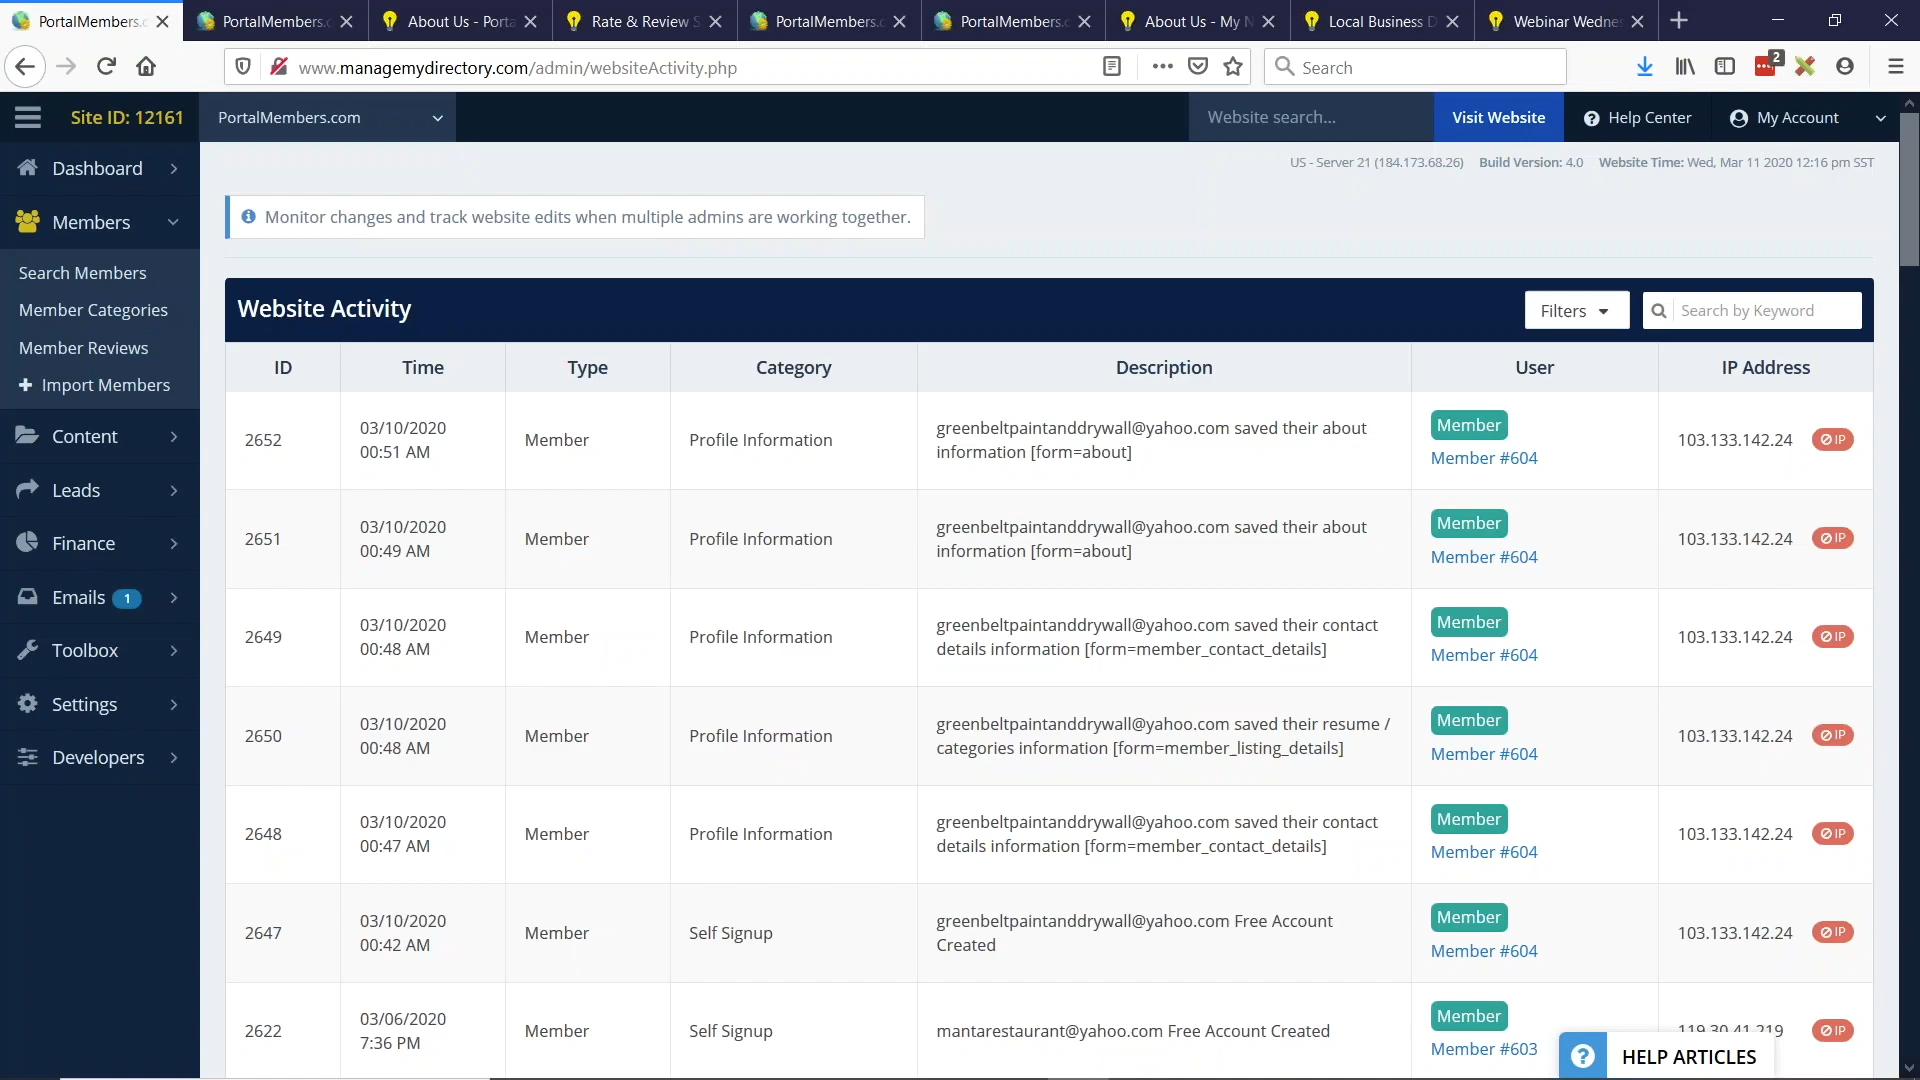 PortalMembers.c
PortalMembers.c
About Us - Porta
Rate & Review S
PortalMembers.c
PortalMembers.c
About Us - My N
Local Business D
Webinar Wednes
www.managemydirectory.com/admin/websiteActivity.php
Search
2
Site ID: 12161
PortalMembers.com
Website search...
Visit Website
Help Center
My Account
US - Server 21 (184.173.68.26) Build Version: 4.0 Website Time: Wed, Mar 11 2020 12:16 pm SST
Dashboard
Members
Search Members
Member Categories
Member Reviews
Import Members
Content
Leads
Finance
Emails 1
Toolbox
Settings
Developers
Monitor changes and track website edits when multiple admins are working together.
Website Activity
Filters
Search by Keyword
ID Time Type Category Description User IP Address
2652
03/10/2020
00:51 AM
Member
Profile Information
greenbeltpaintanddrywall@yahoo.com saved their about
information [form=about]
Member
Member #604
103.133.142.24
IP
2651
03/10/2020
00:49 AM
Member
Profile Information
greenbeltpaintanddrywall@yahoo.com saved their about
information [form=about]
Member
Member #604
103.133.142.24
IP
2649
03/10/2020
00:48 AM
Member
Profile Information
greenbeltpaintanddrywall@yahoo.com saved their contact
details information [form=member_contact_details]
Member
Member #604
103.133.142.24
IP
2650
03/10/2020
00:48 AM
Member
Profile Information
greenbeltpaintanddrywall@yahoo.com saved their resume /
categories information [form=member_listing_details]
Member
Member #604
103.133.142.24
IP
2648
03/10/2020
00:47 AM
Member
Profile Information
greenbeltpaintanddrywall@yahoo.com saved their contact
details information [form=member_contact_details]
Member
Member #604
103.133.142.24
IP
2647
03/10/2020
00:42 AM
Member
Self Signup
greenbeltpaintanddrywall@yahoo.com Free Account
Created
Member
Member #604
103.133.142.24
IP
2622
03/06/2020
7:36 PM
Member
Self Signup
mantarestaurant@yahoo.com Free Account Created
Member
Member #603
119.30.41.219
IP
HELP ARTICLES